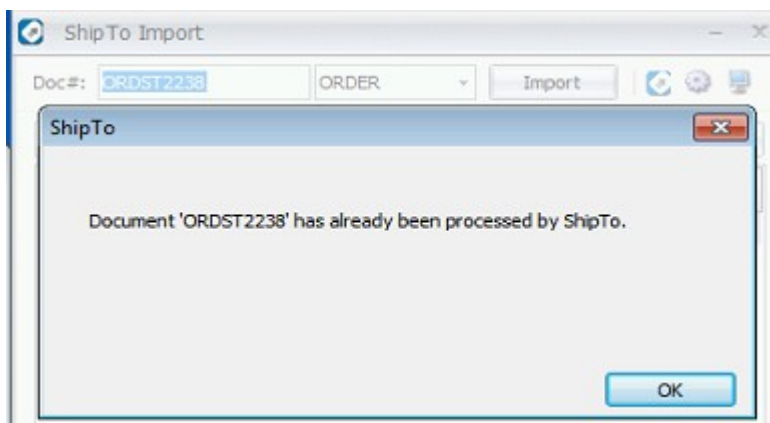 ShipTo Import
Doc#: ORDST2238 ORDER Import
ShipTo
Document 'ORDST2238' has already been processed by ShipTo.
OK